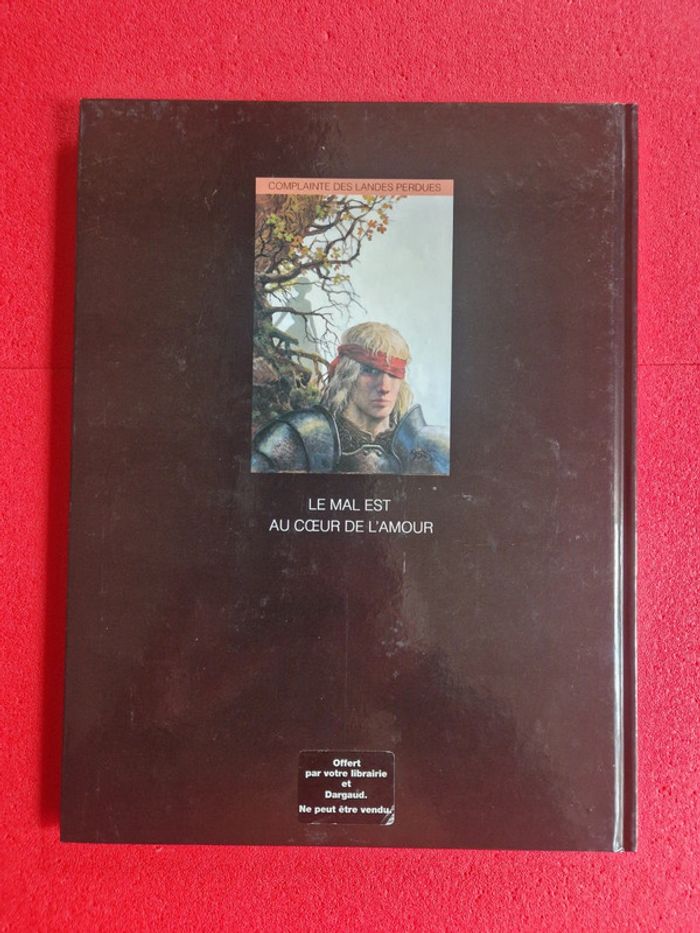 COMPLAINTE DES LANDES PERDUES
LE MAL EST
AU CŒUR DE L'AMOUR
Offert
par votre librairie
et
Dargaud.
Ne peut être vendu.